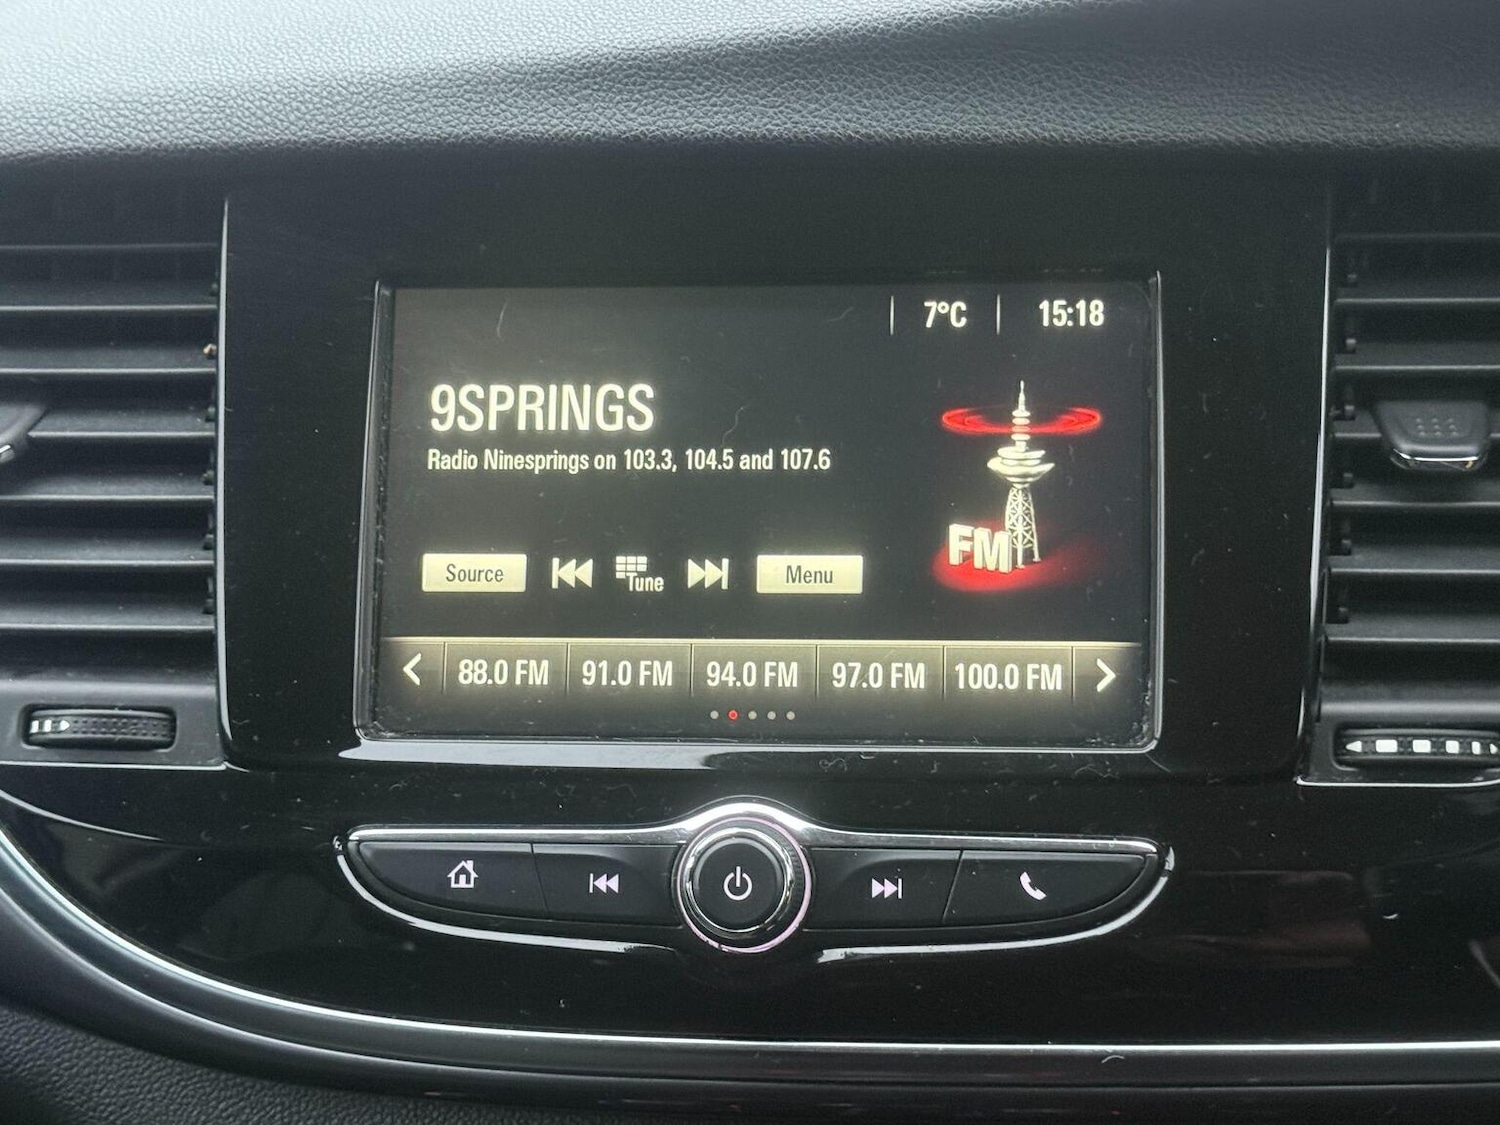 7°C 15:18
9SPRINGS
Radio Ninesprings on 103.3, 104.5 and 107.6
Source Tune Menu
FM
88.0 FM 91.0 FM 94.0 FM 97.0 FM 100.0 FM